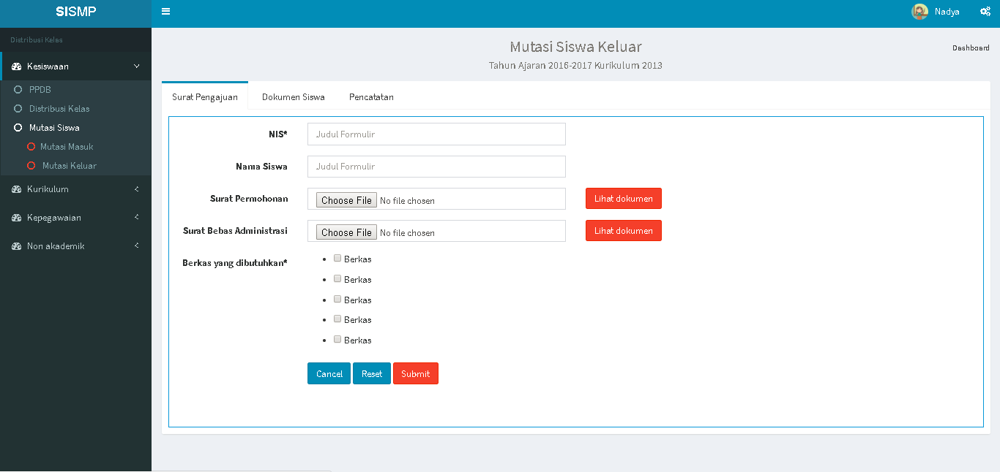 SISMP
Nadya
Distribusi Kelas
Kesiswaan
PPDB
Distribusi Kelas
Mutasi Siswa
Mutasi Masuk
Mutasi Keluar
Kurikulum
Kepegawaian
Non akademik
Mutasi Siswa Keluar
Dashboard
Tahun Ajaran 2016-2017 Kurikulum 2013
Surat Pengajuan Dokumen Siswa Pencatatan
NIS* Judul Formulir
Nama Siswa Judul Formulir
Surat Permohonan Choose File No file chosen Lihat dokumen
Surat Bebas Administrasi Choose File No file chosen Lihat dokumen
Berkas yang dibutuhkan* • Berkas
• Berkas
• Berkas
• Berkas
• Berkas
Cancel Reset Submit